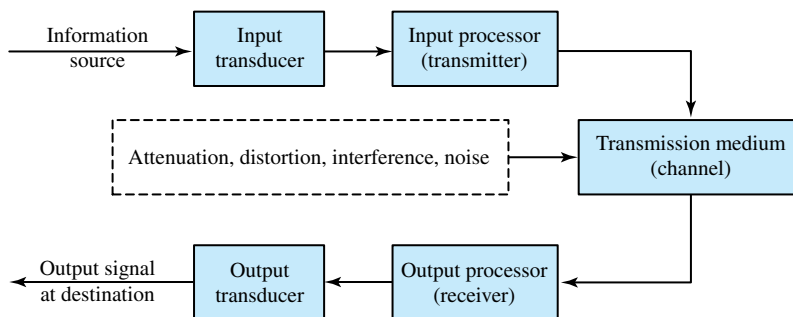 Information
source
Input
transducer
Input processor
(transmitter)
Attenuation, distortion, interference, noise
Transmission medium
(channel)
Output signal
at destination
Output
transducer
Output processor
(receiver)